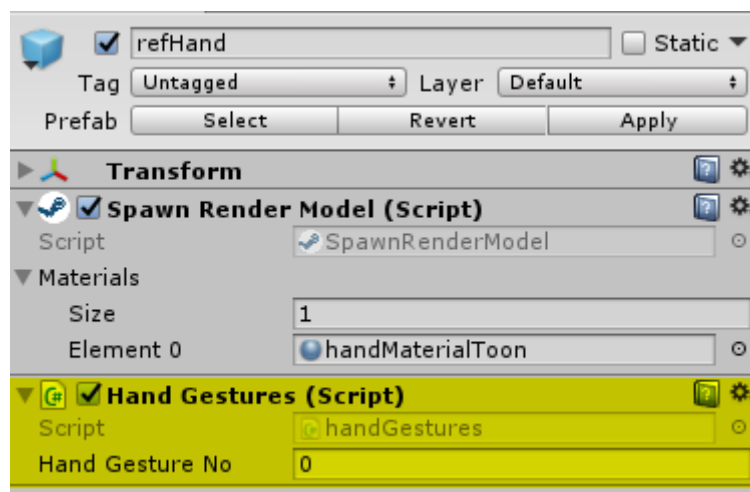 refHand Static
Tag Untagged Layer Default
Prefab Select Revert Apply
Transform
Spawn Render Model (Script)
Script SpawnRenderModel
Materials
Size 1
Element 0 handMaterialToon
C# Hand Gestures (Script)
Script C# handGestures
Hand Gesture No 0